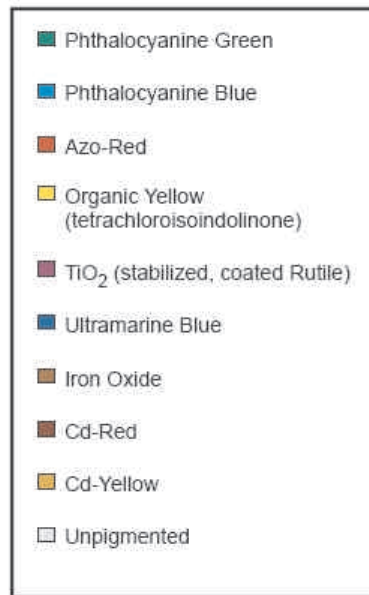 Phthalocyanine Green
Phthalocyanine Blue
Azo-Red
Organic Yellow
(tetrachloroisoindolinone)
TiO2 (stabilized, coated Rutile)
Ultramarine Blue
Iron Oxide
Cd-Red
Cd-Yellow
Unpigmented